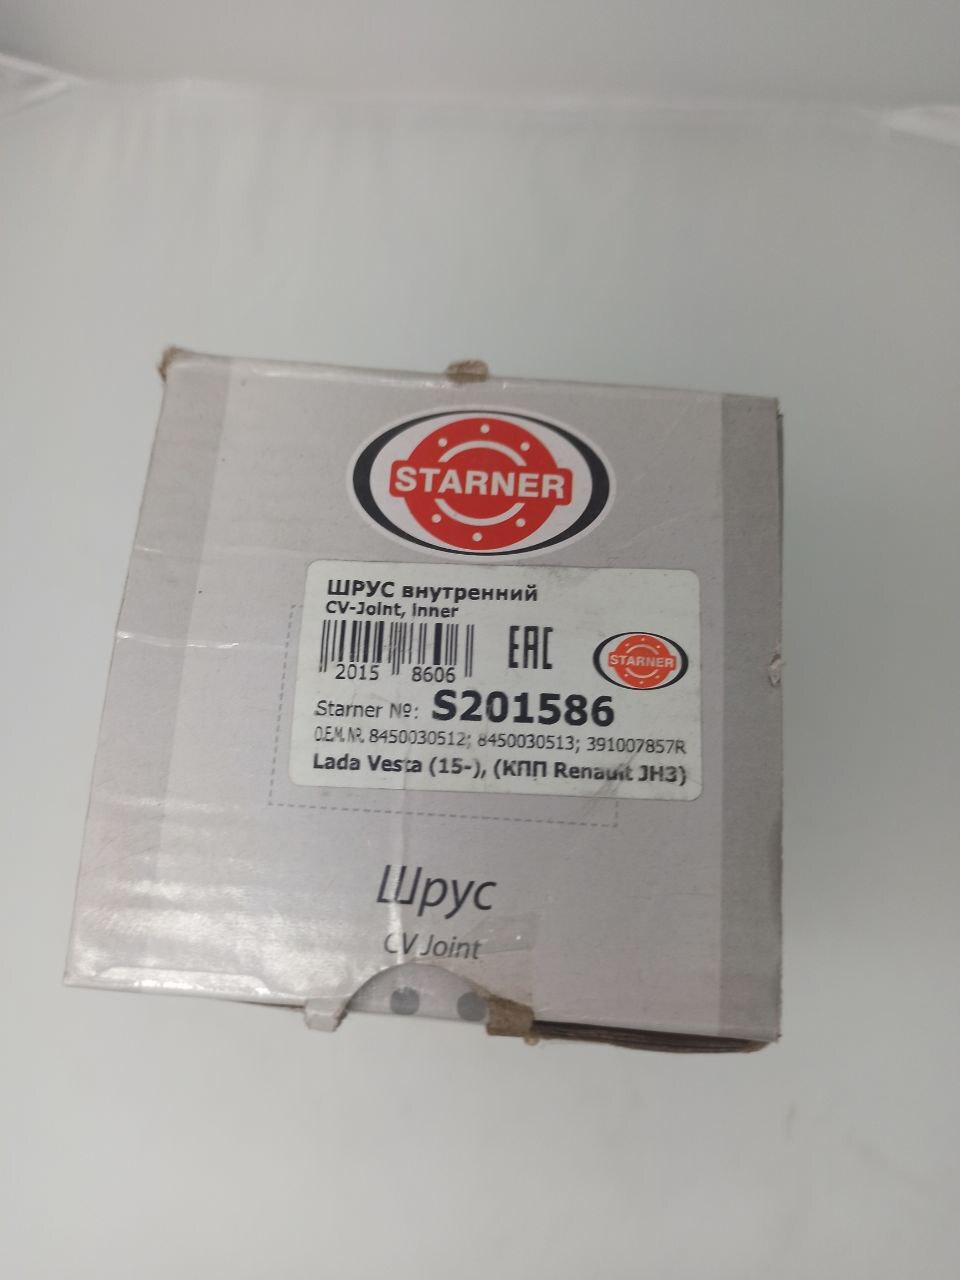 STARNER
ШРУС внутренний
CV-Joint, inner
2015 8606
EAC
STARNER
Starner №: S201586
O.E.M. NR. 8450030512; 8450030513; 391007857R
Lada Vesta (15-), (КПП Renault JH3)
Шрус
CV Joint